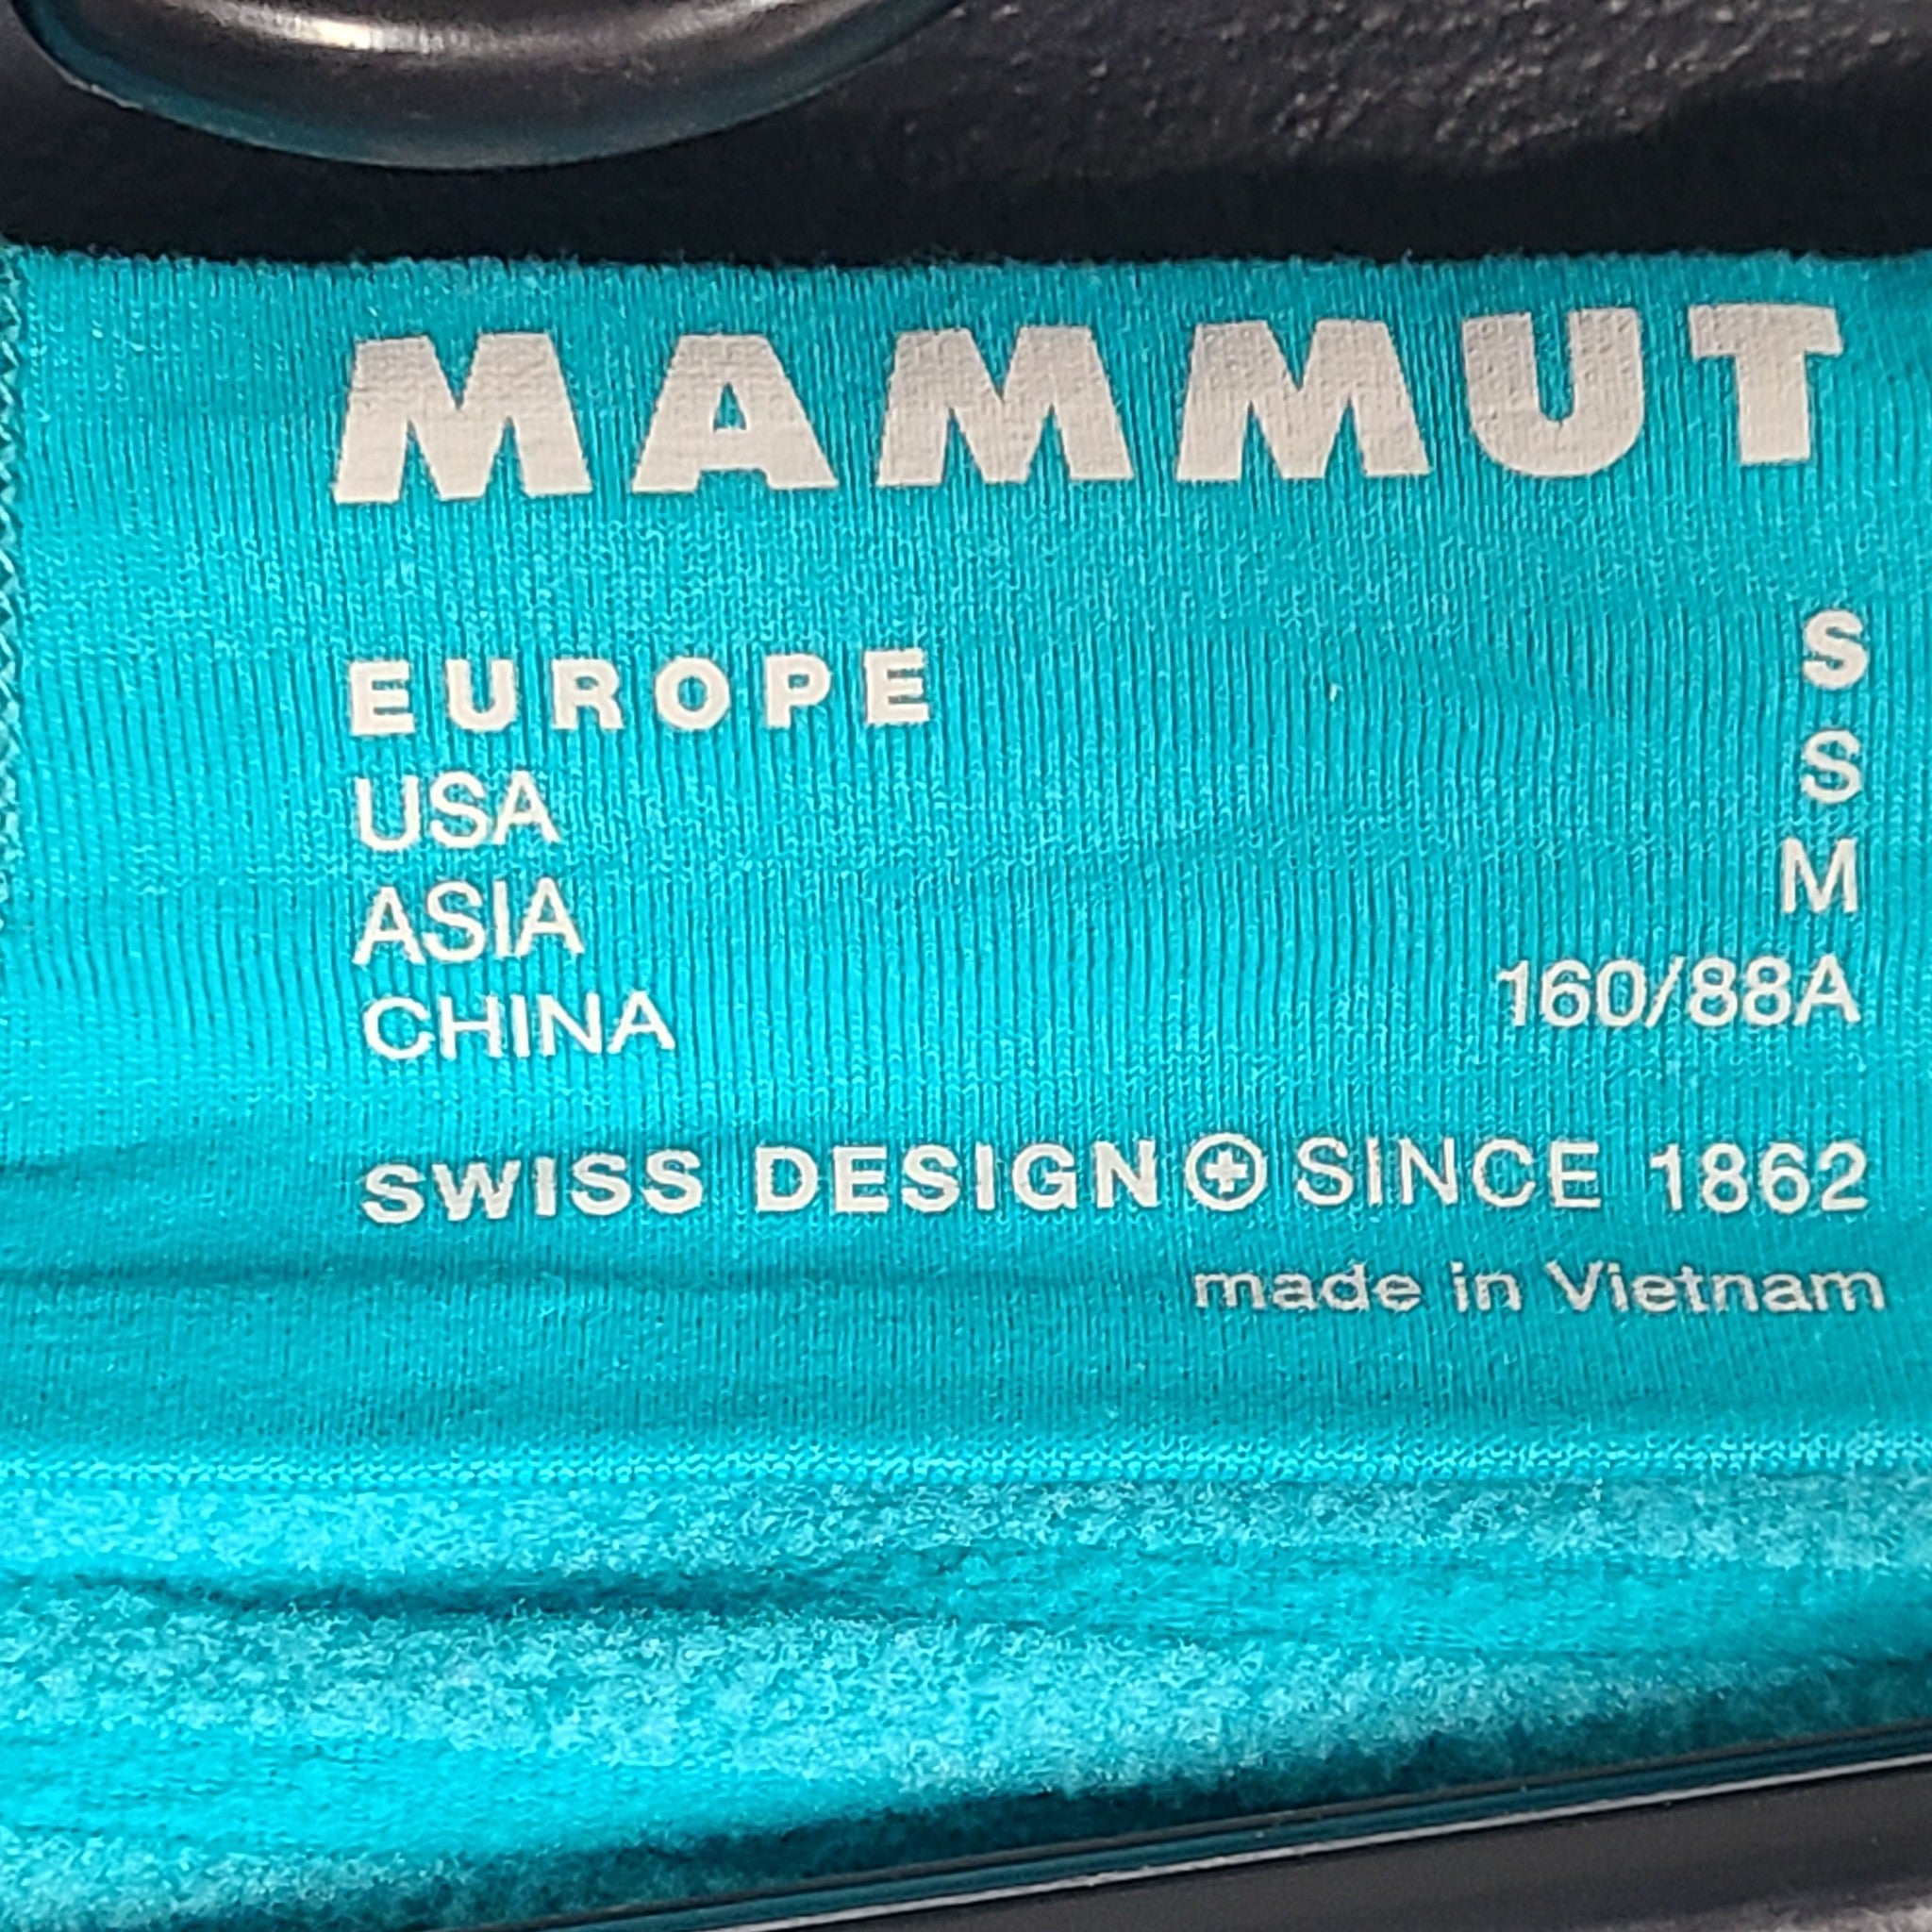 MAMMUT
EUROPE S
USA S
ASIA M
CHINA 160/88A
SWISS DESIGN SINCE 1862
made in Vietnam